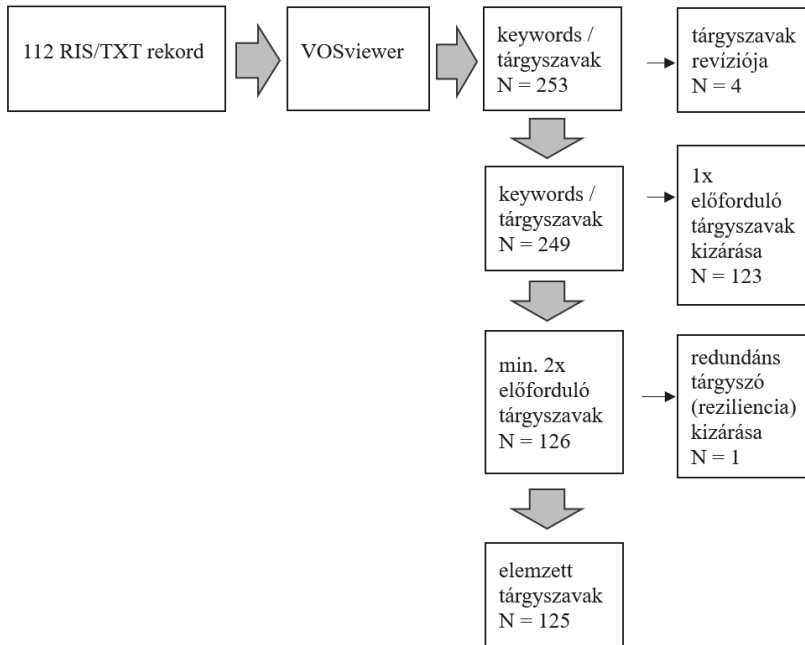 112 RIS/TXT rekord
VOSviewer
keywords /
tárgyszavak
N = 253
tárgyszavak
revíziója
N = 4
keywords /
tárgyszavak
N = 249
1x
előforduló
tárgyszavak
kizárása
N = 123
min. 2x
előforduló
tárgyszavak
N = 126
redundáns
tárgyszó
(reziliencia)
kizárása
N = 1
elemzett
tárgyszavak
N = 125